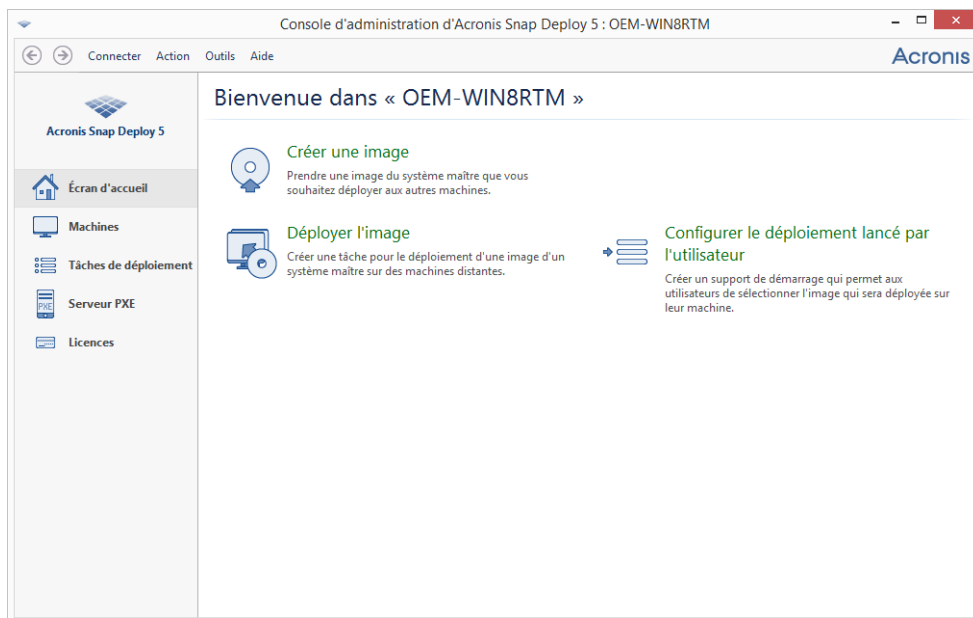 Console d'administration d'Acronis Snap Deploy 5 : OEM-WIN8RTM
Connecter Action Outils Aide
Acronis
Acronis Snap Deploy 5
Écran d'accueil
Machines
Tâches de déploiement
Serveur PXE
PXE
Licences
Bienvenue dans « OEM-WIN8RTM »
Créer une image
Prendre une image du système maître que vous
souhaitez déployer aux autres machines.
Déployer l'image
Créer une tâche pour le déploiement d'une image d'un
système maître sur des machines distantes.
Configurer le déploiement lancé par
l'utilisateur
Créer un support de démarrage qui permet aux
utilisateurs de sélectionner l'image qui sera déployée sur
leur machine.